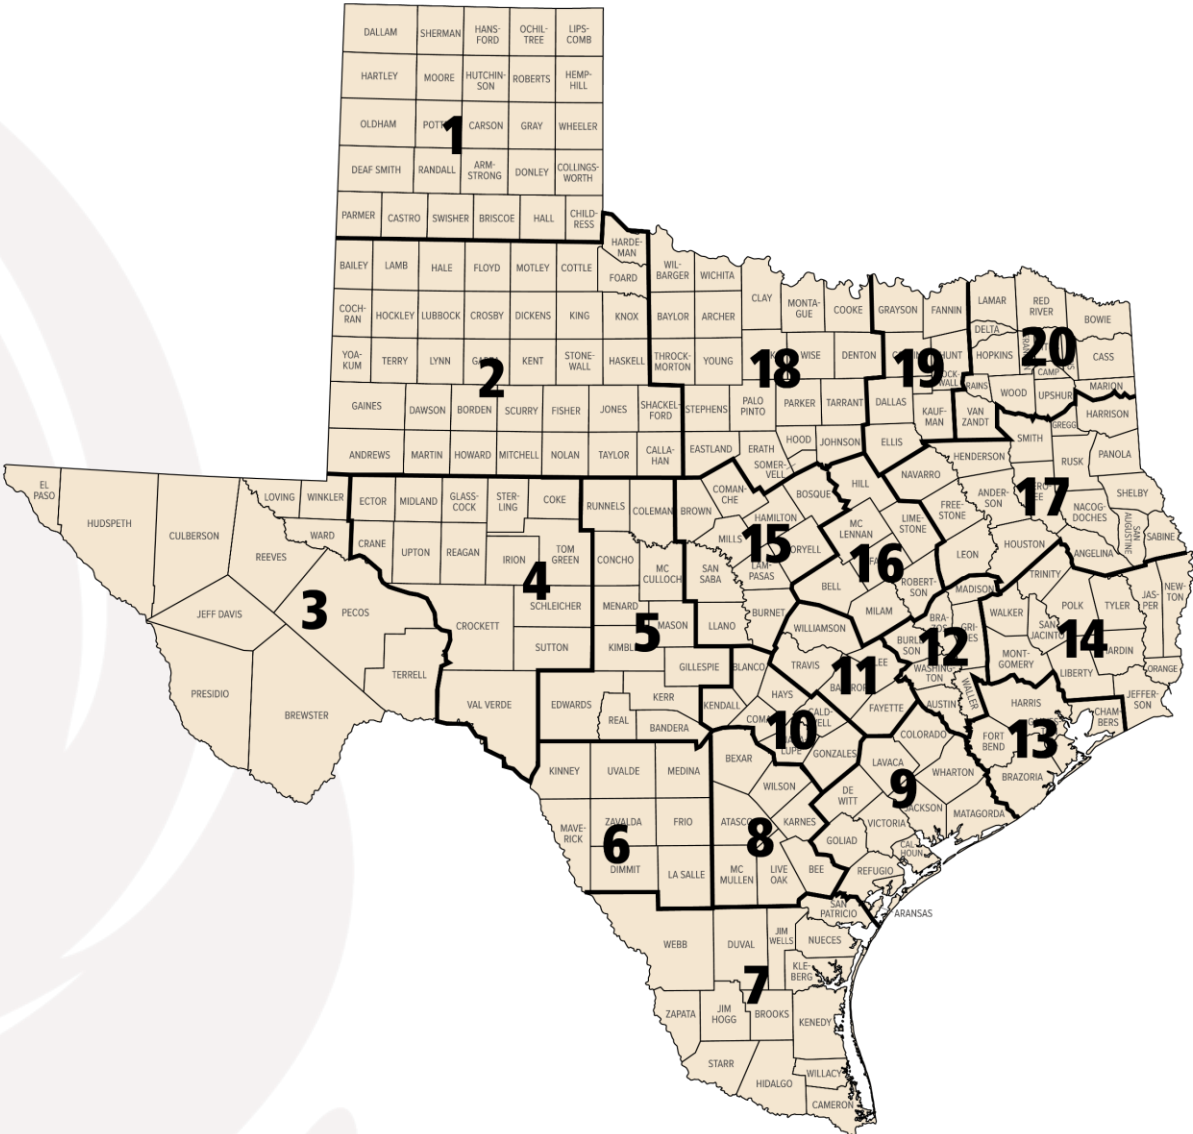 DALLAM
SHERMAN
HANS-
FORD
OCHIL-
TREE
LIPS-
COMB
HARTLEY
MOORE
HUTCHIN-
SON
ROBERTS
HEMP-
HILL
OLDHAM
1
CARSON
GRAY
WHEELER
DEAF SMITH
RANDALL
ARM-
STRONG
DONLEY
COLLINGS-
WORTH
PARMER
CASTRO
SWISHER
BRISCOE
HALL
CHILD-
RESS
HARDE-
MAN
BAILEY
LAMB
HALE
FLOYD
MOTLEY
COTTLE
FOARD
WIL-
BARGER
WICHITA
CLAY
MONTA-
GUE
COOKE
GRAYSON
FANNIN
LAMAR
RED
RIVER
BOWIE
COCH-
RAN
HOCKLEY
LUBBOCK
CROSBY
DICKENS
KING
KNOX
BAYLOR
ARCHER
DELTA
YOA-
KUM
TERRY
LYNN
KENT
STONE-
WALL
HASKELL
THROCK-
MORTON
YOUNG
WISE
DENTON
HUNT
HOPKINS
CASS
2
18
19
20
CAMP
GAINES
DAWSON
BORDEN
SCURRY
FISHER
JONES
SHACKEL-
FORD
STEPHENS
PALO
PINTO
PARKER
TARRANT
DALLAS
KAUF-
MAN
RAINS
WOOD
UPSHUR
MARION
VAN
ZANDT
GREGG
HARRISON
ANDREWS
MARTIN
HOWARD
MITCHELL
NOLAN
TAYLOR
CALLA-
HAN
EASTLAND
ERATH
HOOD
SOMER-
VELL
JOHNSON
ELLIS
HENDERSON
SMITH
RUSK
PANOLA
EL
PASO
HUDSPETH
CULBERSON
LOVING
WINKLER
ECTOR
MIDLAND
GLASS-
COCK
STER-
LING
COKE
RUNNELS
COLEMAN
BROWN
COMAN-
CHE
BOSQUE
HILL
NAVARRO
ANDER-
SON
17
SHELBY
NACOG-
DOCHES
SAN
AUGUSTINE
SABINE
REEVES
WARD
CRANE
UPTON
REAGAN
IRION
TOM
GREEN
CONCHO
MC
CULLOCH
MILLS
HAMILTON
15
MC
LENNAN
LIME-
STONE
FREE-
STONE
LEON
HOUSTON
ANGELINA
JEFF DAVIS
3
PECOS
4
SCHLEICHER
MENARD
SAN
SABA
LAM-
PASAS
BELL
16
ROBERT-
SON
MADISON
TRINITY
POLK
TYLER
JAS-
PER
NEW-
TON
CROCKETT
SUTTON
KIMBLE
5
MASON
LLANO
BURNET
WILLIAMSON
MILAM
BRA-
ZOS
12
WALKER
SAN
JACINTO
14
TERRELL
GILLESPIE
BLANCO
TRAVIS
11
LEE
WASHING-
TON
MONT-
GOMERY
LIBERTY
ORANGE
PRESIDIO
BREWSTER
VAL VERDE
EDWARDS
REAL
KERR
BANDERA
KENDALL
HAYS
FAYETTE
AUSTIN
WALLER
HARRIS
CHAM-
BERS
JEFFER-
SON
10
CALD-
WELL
GONZALES
COLORADO
FORT
BEND
13
KINNEY
UVALDE
MEDINA
BEXAR
WILSON
LAVACA
9
WHARTON
BRAZORIA
MAVE-
RICK
ZAVALDA
6
FRIO
8
KARNES
DE
WITT
VICTORIA
MATAGORDA
GOLIAD
CAL-
HOUN
DIMMIT
LA SALLE
MC
MULLEN
LIVE
OAK
BEE
REFUGIO
SAN
PATRICIO
ARANSAS
WEBB
DUVAL
JIM
WELLS
NUECES
7
KLE-
BERG
ZAPATA
JIM
HOGG
BROOKS
KENEDY
STARR
HIDALGO
WILLACY
CAMERON